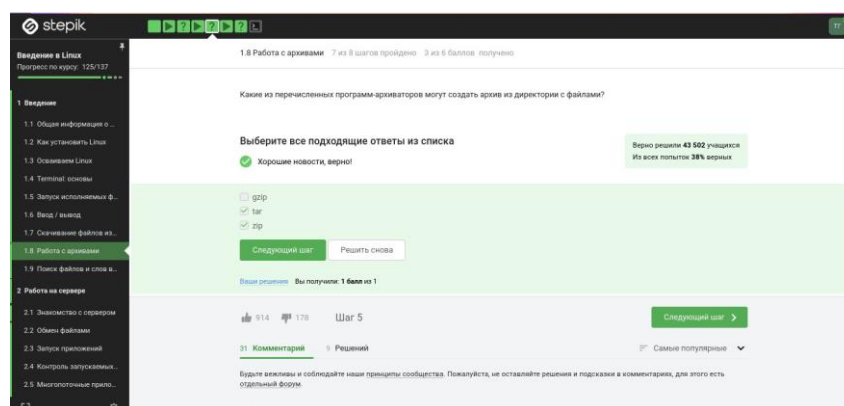 stepik
Введение в Linux
Прогресс по курсу: 125/137
1 Введение
1.1 Общая информация о ...
1.2 Как установить Linux
1.3 Осваиваем Linux
1.4 Terminal: основы
1.5 Запуск исполняемых ф...
1.6 Ввод / вывод
1.7 Скачивание файлов из...
1.8 Работа с архивами
1.9 Поиск файлов и слов в...
2 Работа на сервере
2.1 Знакомство с сервером
2.2 Обмен файлами
2.3 Запуск приложений
2.4 Контроль запускаемых...
2.5 Многопоточные прило...
1.8 Работа с архивами 7 из 8 шагов пройдено 3 из 6 баллов получено
Какие из перечисленных программ-архиваторов могут создать архив из директории с файлами?
Выберите все подходящие ответы из списка
Хорошие новости, верно!
Верно решили 43 502 учащихся
Из всех попыток 38% верных
gzip
tar
zip
Следующий шаг Решить снова
Ваши решения Вы получили: 1 балл из 1
914 178 Шаг 5 Следующий шаг
31 Комментарий 9 Решений Самые популярные
Будьте вежливы и соблюдайте наши принципы сообщества. Пожалуйста, не оставляйте решения и подсказки в комментариях, для этого есть
отдельный форум.